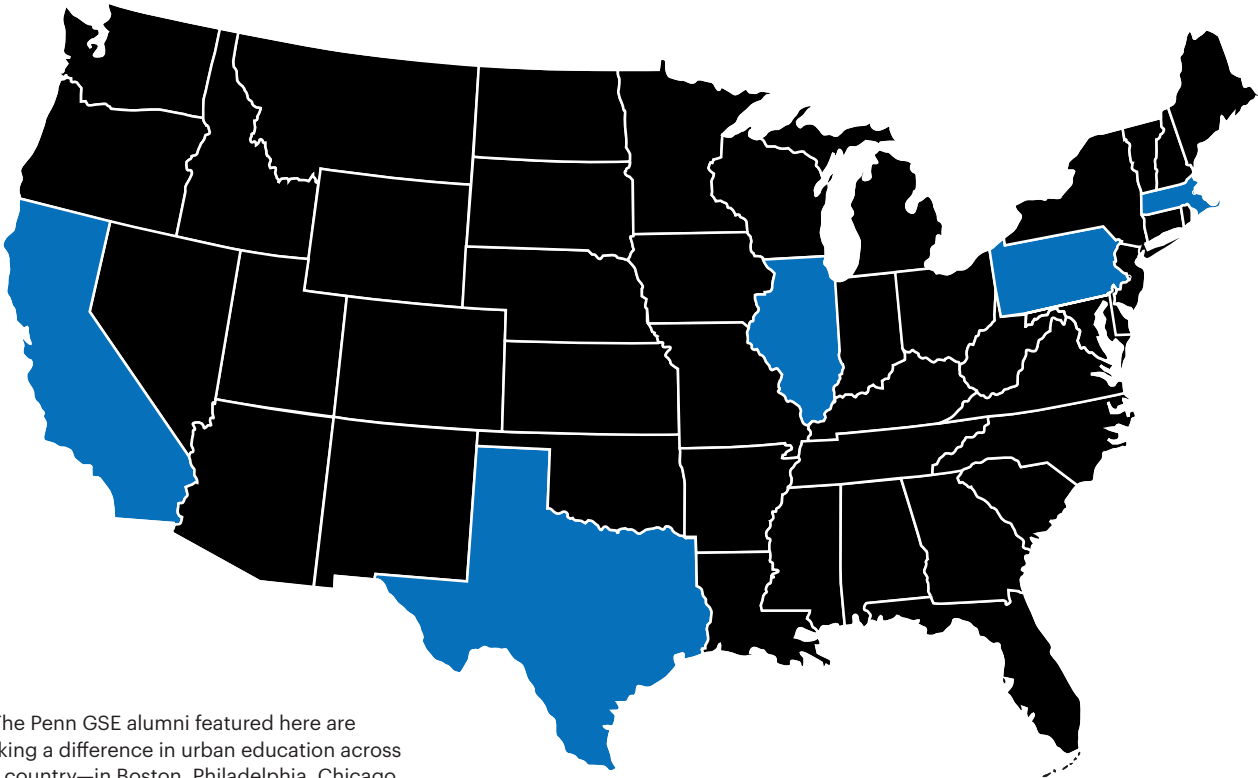 The Penn GSE alumni featured here are
king a difference in urban education across
country—in Boston, Philadelphia, Chicago,